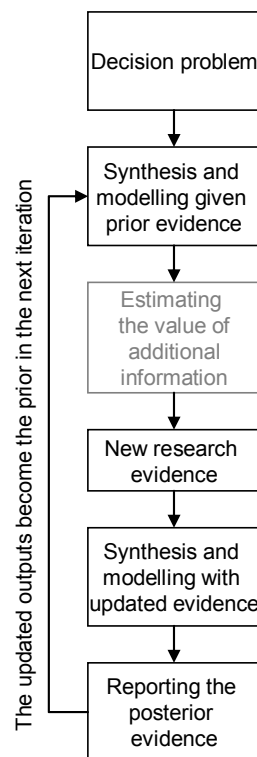 Decision problem
Synthesis and
modelling given
prior evidence
Estimating
the value of
additional
information
New research
evidence
Synthesis and
modelling with
updated evidence
Reporting the
posterior
evidence
The updated outputs become the prior in the next iteration